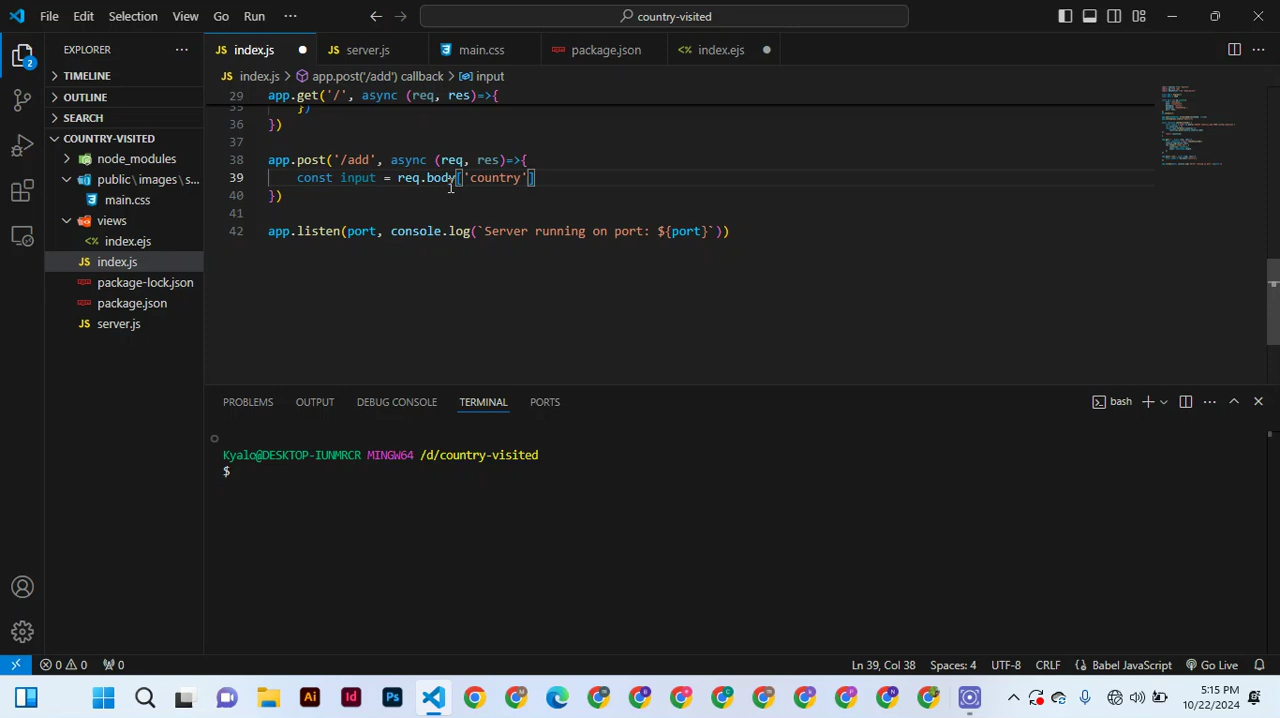 File Edit Selection View Go Run ··· country-visited
EXPLORER ···
index.js server.js main.css package.json index.ejs
TIMELINE
OUTLINE
SEARCH
COUNTRY-VISITED
node_modules
public\images\s...
main.css
views
index.ejs
index.js
package-lock.json
package.json
server.js
index.js > app.post('/add') callback > input
29 app.get('/', async (req, res)=>{
35 })
36 })
37
38 app.post('/add', async (req, res)=>{
39 const input = req.body['country']
40 })
41
42 app.listen(port, console.log(`Server running on port: ${port}`))
PROBLEMS OUTPUT DEBUG CONSOLE TERMINAL PORTS bash
Kyalo@DESKTOP-IUNMRCR MINGW64 /d/country-visited
$
2
0 0 0 Ln 39, Col 38 Spaces: 4 UTF-8 CRLF Babel JavaScript Go Live
5:15 PM
10/22/2024